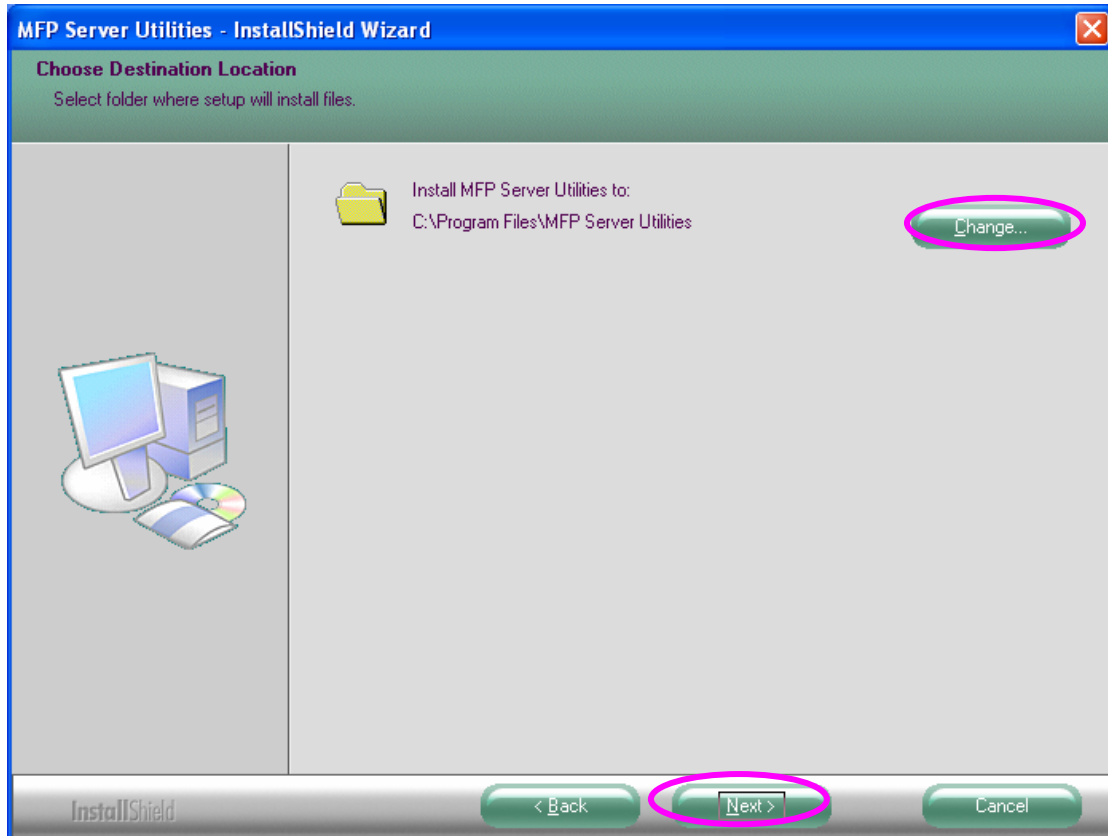 MFP Server Utilities - InstallShield Wizard
Choose Destination Location
Select folder where setup will install files.
Install MFP Server Utilities to:
C:\Program Files\MFP Server Utilities
Change...
InstallShield
< Back
Next >
Cancel